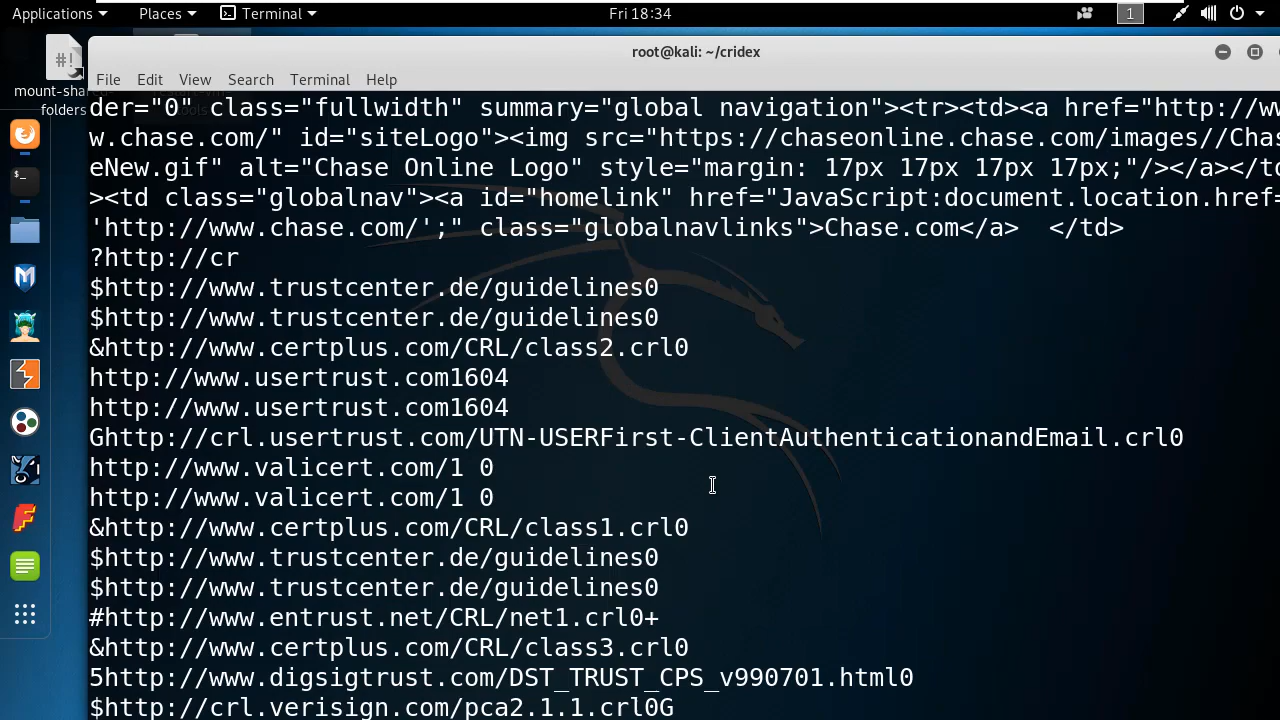 Applications Places Terminal Fri 18:34 1
root@kali: ~/cridex
mount-shared-
folders
File Edit View Search Terminal Help
der="0" class="fullwidth" summary="global navigation"><tr><td><a href="http://ww
w.chase.com/" id="siteLogo"><img src="https://chaseonline.chase.com/images//Chas
eNew.gif" alt="Chase Online Logo" style="margin: 17px 17px 17px 17px;"/></a></td
><td class="globalnav"><a id="homelink" href="JavaScript:document.location.href=
'http://www.chase.com/';" class="globalnavlinks">Chase.com</a>  </td>
?http://cr
$http://www.trustcenter.de/guidelines0
$http://www.trustcenter.de/guidelines0
&http://www.certplus.com/CRL/class2.crl0
http://www.usertrust.com1604
http://www.usertrust.com1604
Ghttp://crl.usertrust.com/UTN-USERFirst-ClientAuthenticationandEmail.crl0
http://www.valicert.com/1 0
http://www.valicert.com/1 0
&http://www.certplus.com/CRL/class1.crl0
$http://www.trustcenter.de/guidelines0
$http://www.trustcenter.de/guidelines0
#http://www.entrust.net/CRL/net1.crl0+
&http://www.certplus.com/CRL/class3.crl0
5http://www.digsigtrust.com/DST_TRUST_CPS_v990701.html0
$http://crl.verisign.com/pca2.1.1.crl0G